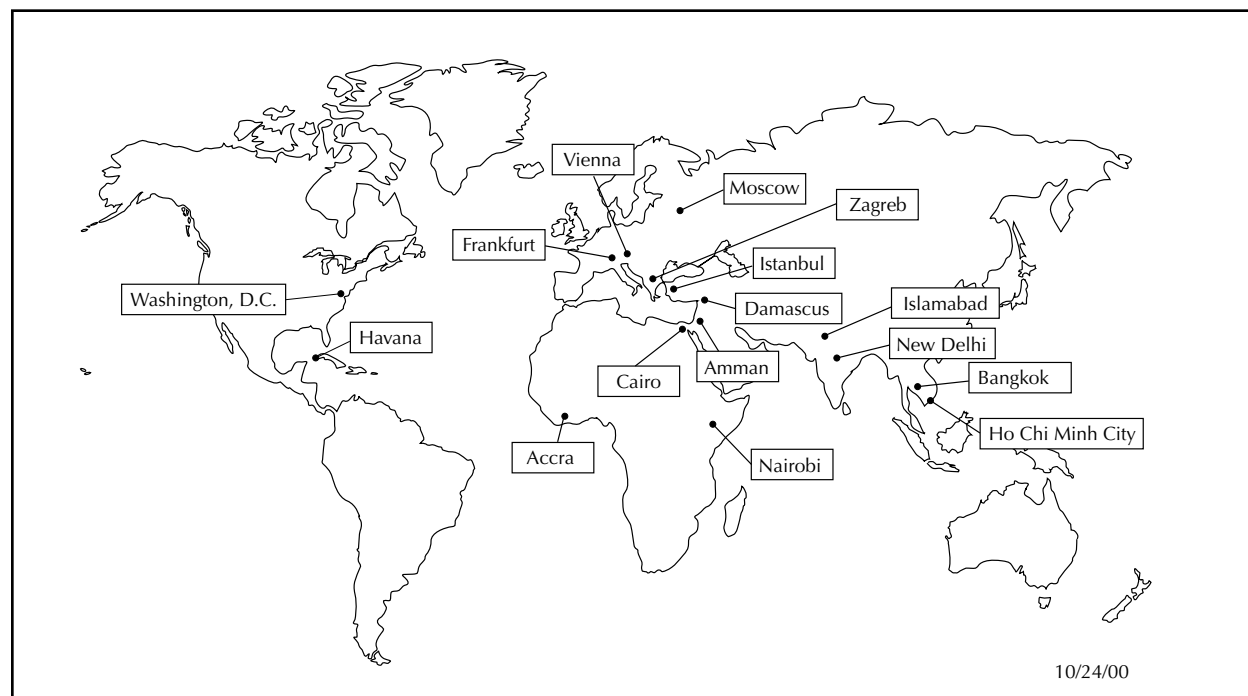 Vienna
Moscow
Zagreb
Frankfurt
Istanbul
Washington, D.C.
Damascus
Islamabad
Havana
New Delhi
Cairo
Amman
Bangkok
Ho Chi Minh City
Accra
Nairobi
10/24/00